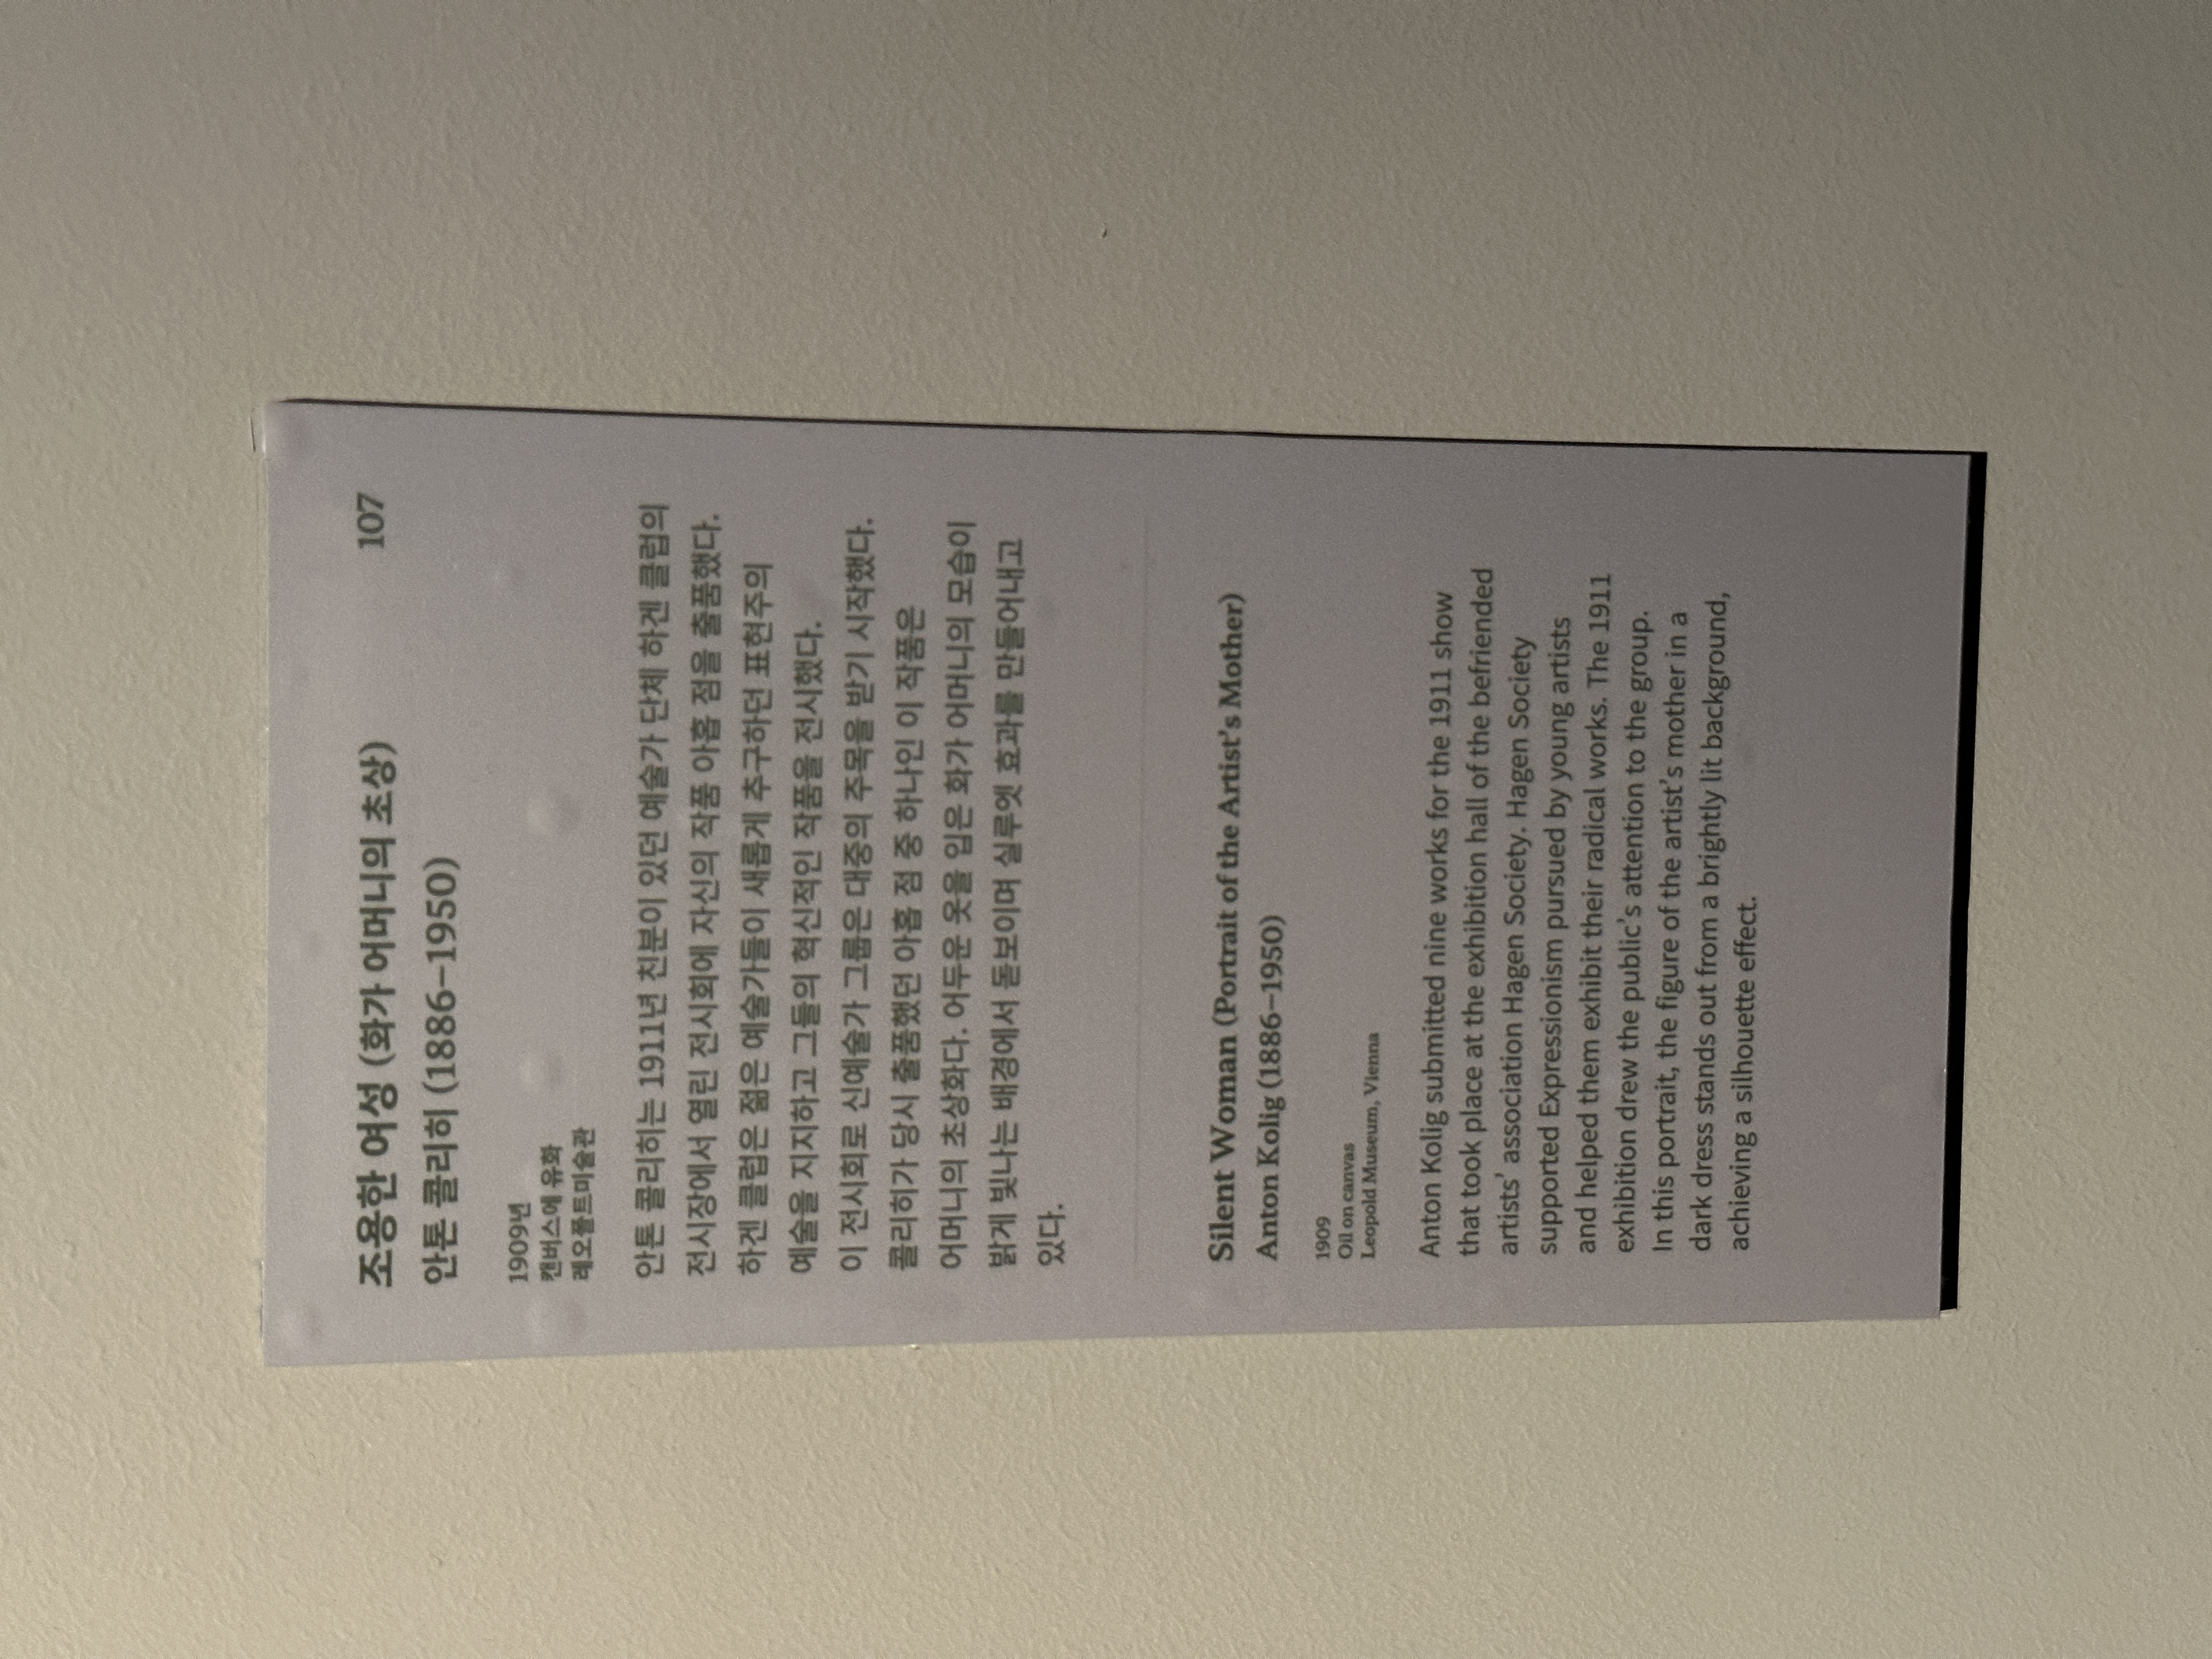 조용한 여성 (화가 어머니의 초상) 107
안톤 콜리히 (1886–1950)
1909년
캔버스에 유화
레오폴트미술관
안톤 콜리히는 1911년 친분이 있던 예술가 단체 하겐 클럽의
전시장에서 열린 전시회에 자신의 작품 아홉 점을 출품했다.
하겐 클럽은 젊은 예술가들이 새롭게 추구하던 표현주의
예술을 지지하고 그들의 혁신적인 작품을 전시했다.
이 전시회로 신예술가 그룹은 대중의 주목을 받기 시작했다.
콜리히가 당시 출품했던 아홉 점 중 하나인 이 작품은
어머니의 초상화다. 어두운 옷을 입은 화가 어머니의 모습이
밝게 빛나는 배경에서 돋보이며 실루엣 효과를 만들어내고
있다.
Silent Woman (Portrait of the Artist's Mother)
Anton Kolig (1886–1950)
1909
Oil on canvas
Leopold Museum, Vienna
Anton Kolig submitted nine works for the 1911 show
that took place at the exhibition hall of the befriended
artists' association Hagen Society. Hagen Society
supported Expressionism pursued by young artists
and helped them exhibit their radical works. The 1911
exhibition drew the public's attention to the group.
In this portrait, the figure of the artist's mother in a
dark dress stands out from a brightly lit background,
achieving a silhouette effect.